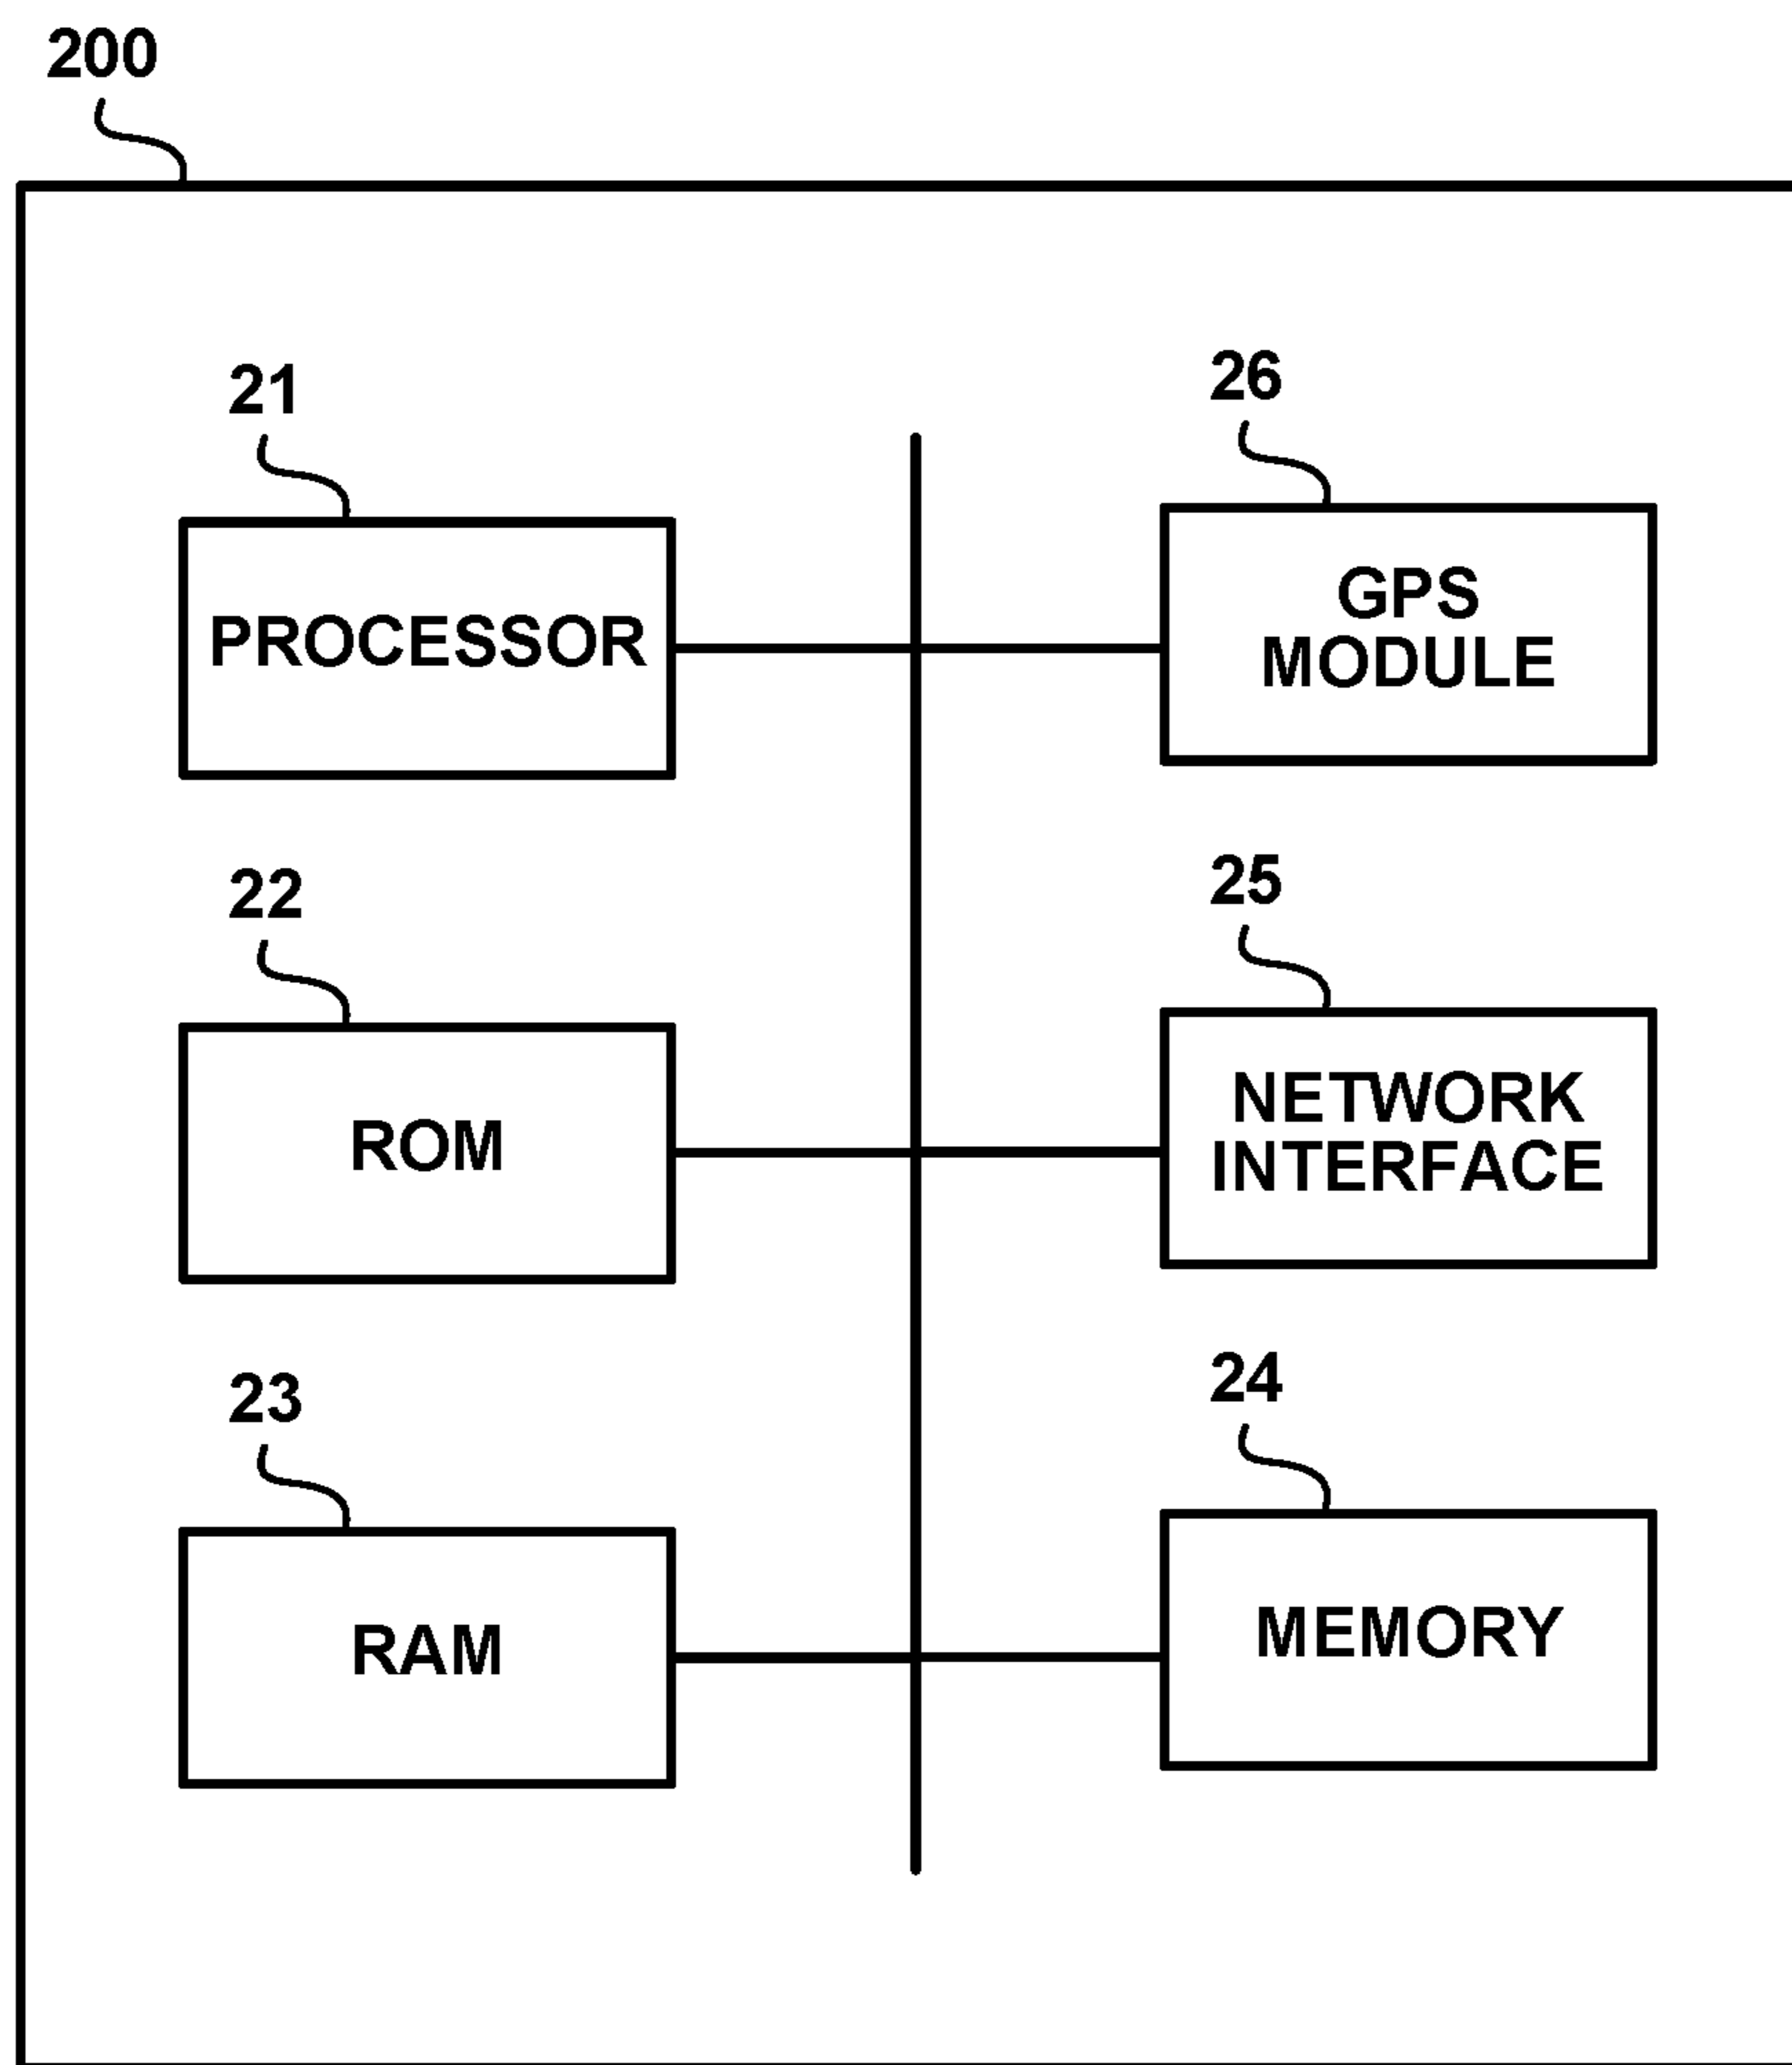 200
21
PROCESSOR
26
GPS
MODULE
22
ROM
25
NETWORK
INTERFACE
23
RAM
24
MEMORY